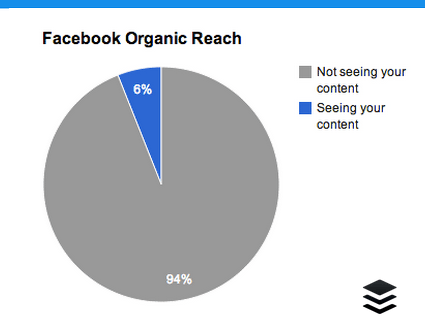 Facebook Organic Reach
Not seeing your
content
Seeing your
content
6%
94%